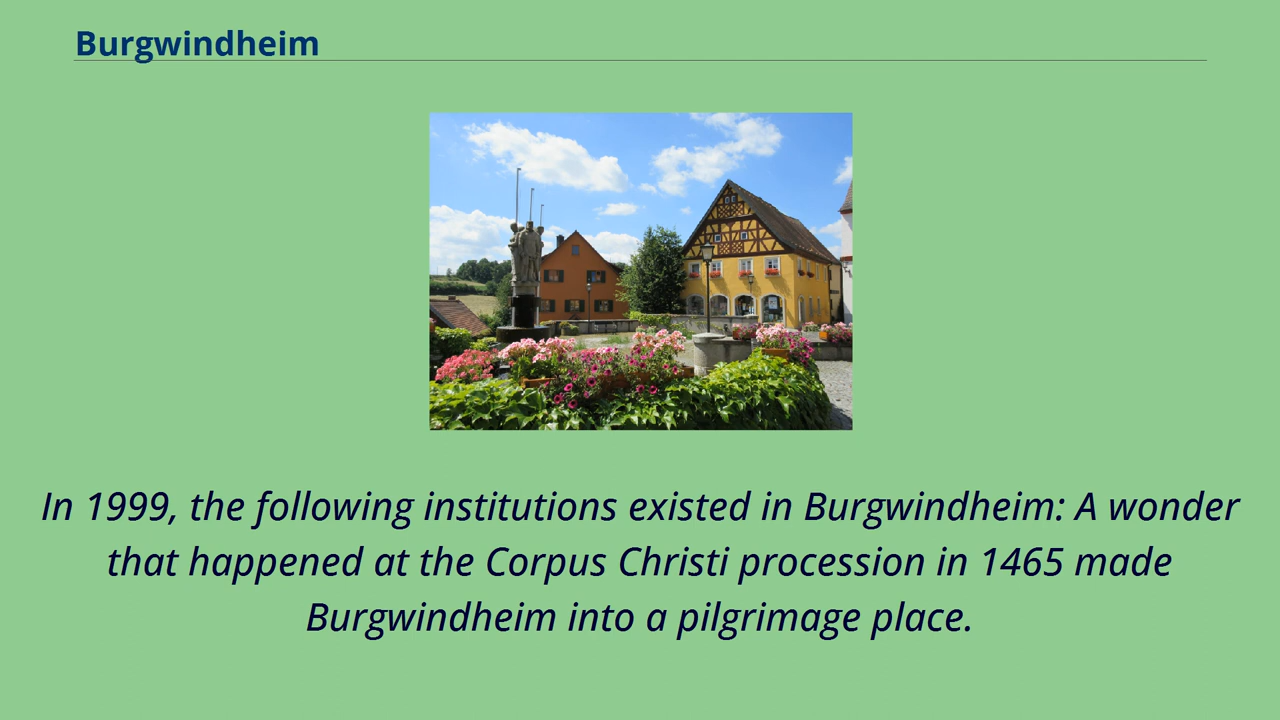 Burgwindheim
In 1999, the following institutions existed in Burgwindheim: A wonder
that happened at the Corpus Christi procession in 1465 made
Burgwindheim into a pilgrimage place.